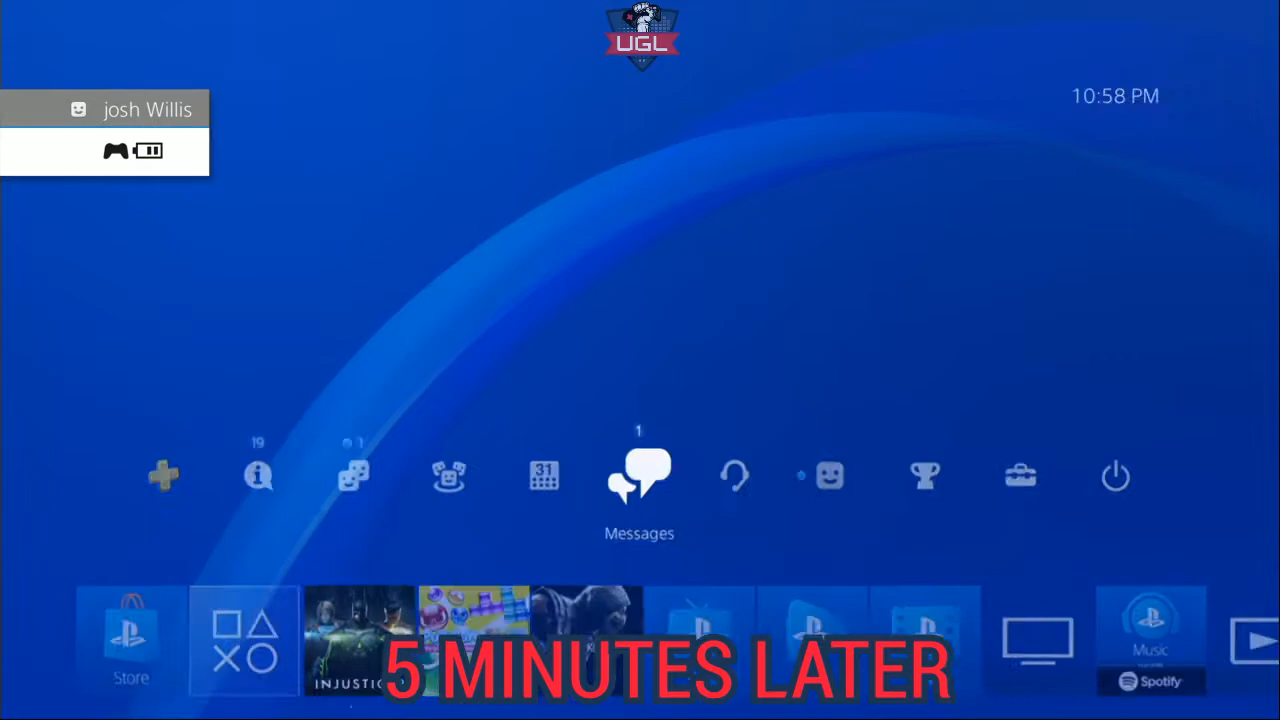 UGL
josh Willis
10:58 PM
19
1
1
31
Messages
Store
INJUSTIC
5 MINUTES LATER
Music
Spotify